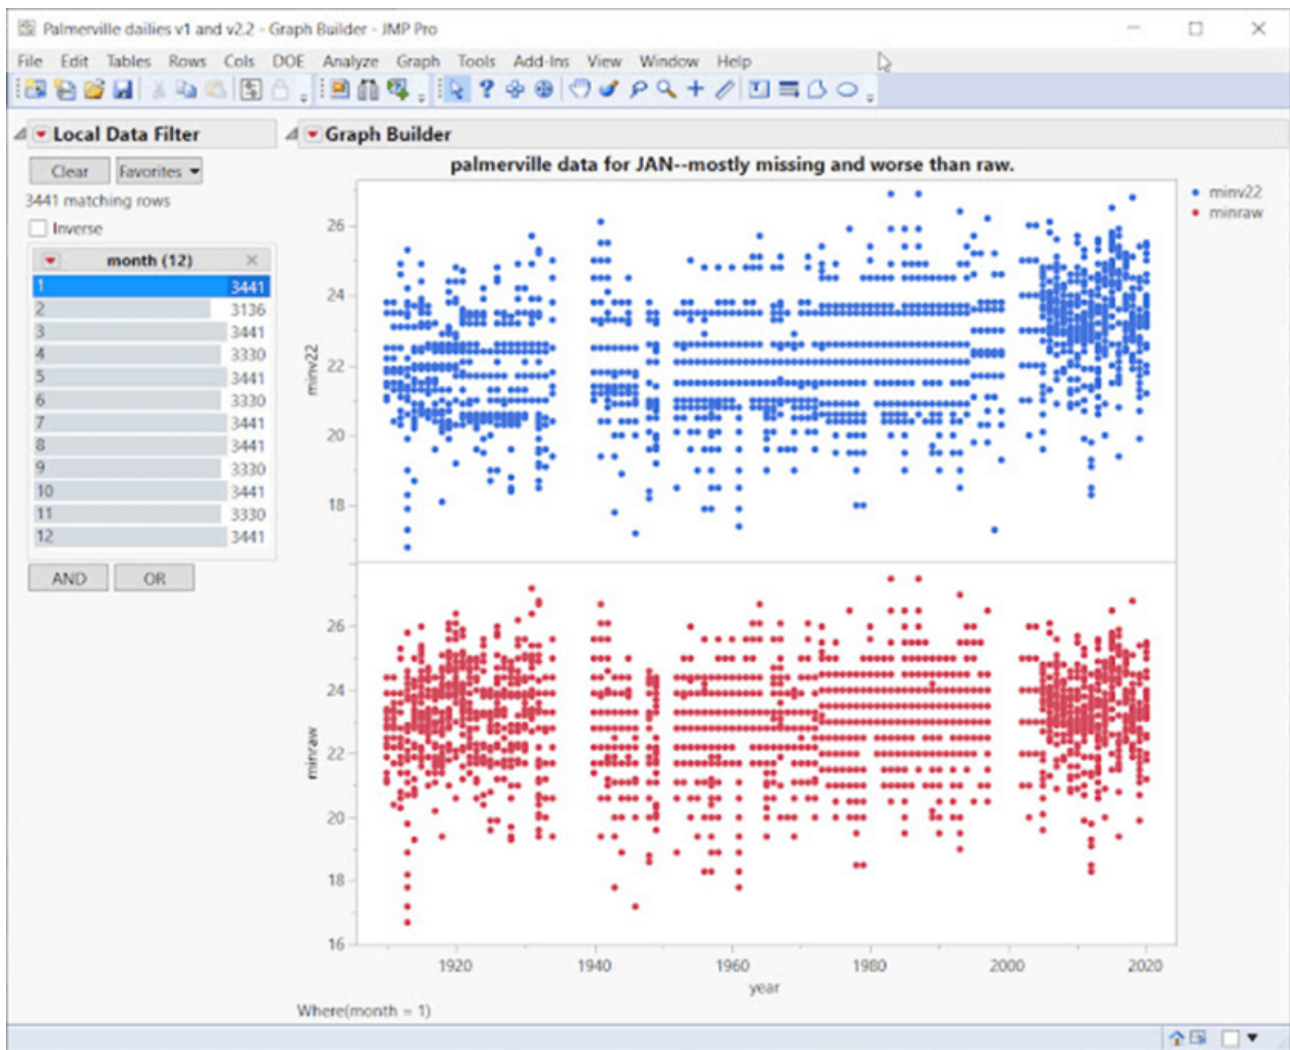 Palmerville dailies v1 and v2.2 - Graph Builder - JMP Pro
File Edit Tables Rows Cols DOE Analyze Graph Tools Add-Ins View Window Help
Local Data Filter
Clear Favorites
3441 matching rows
Inverse
month (12)
1 3441
2 3136
3 3441
4 3330
5 3441
6 3330
7 3441
8 3441
9 3330
10 3441
11 3330
12 3441
AND OR
Graph Builder
palmerville data for JAN--mostly missing and worse than raw.
minv22
minraw
26
24
22
20
18
minv22
26
24
22
20
18
16
minraw
1920 1940 1960 1980 2000 2020
year
Where(month = 1)